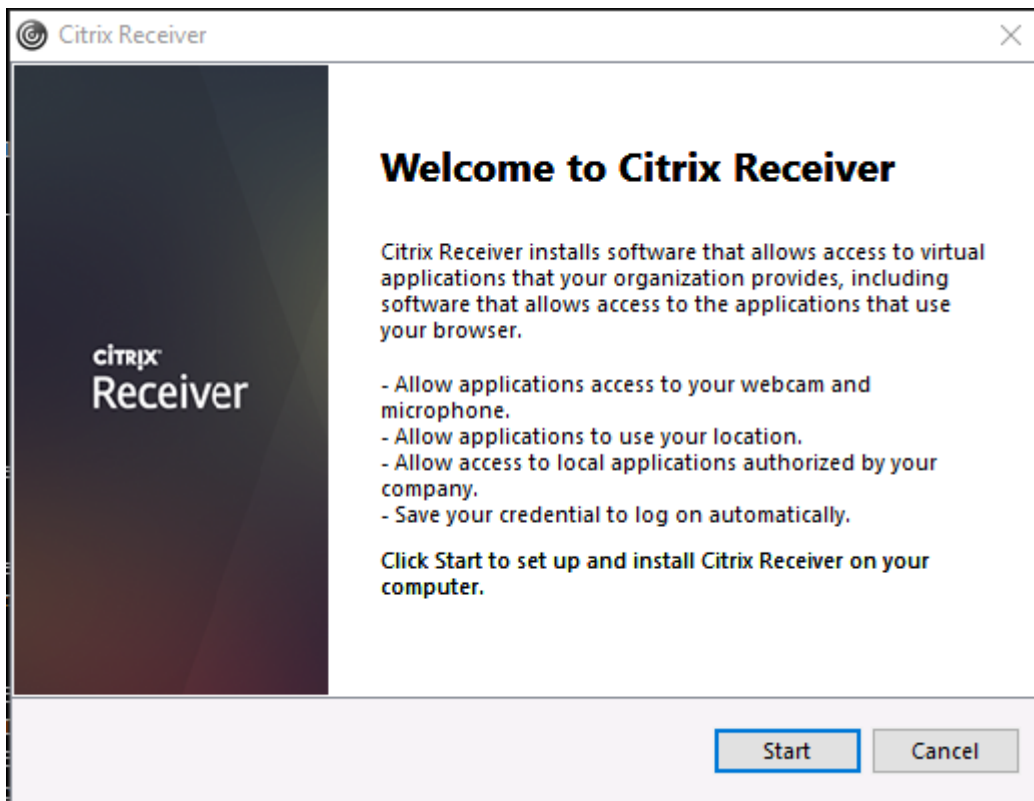 Citrix Receiver
Welcome to Citrix Receiver
Citrix Receiver installs software that allows access to virtual
applications that your organization provides, including
software that allows access to the applications that use
your browser.
- Allow applications access to your webcam and
microphone.
- Allow applications to use your location.
- Allow access to local applications authorized by your
company.
- Save your credential to log on automatically.
Click Start to set up and install Citrix Receiver on your
computer.
CİTRIX
Receiver
Start
Cancel